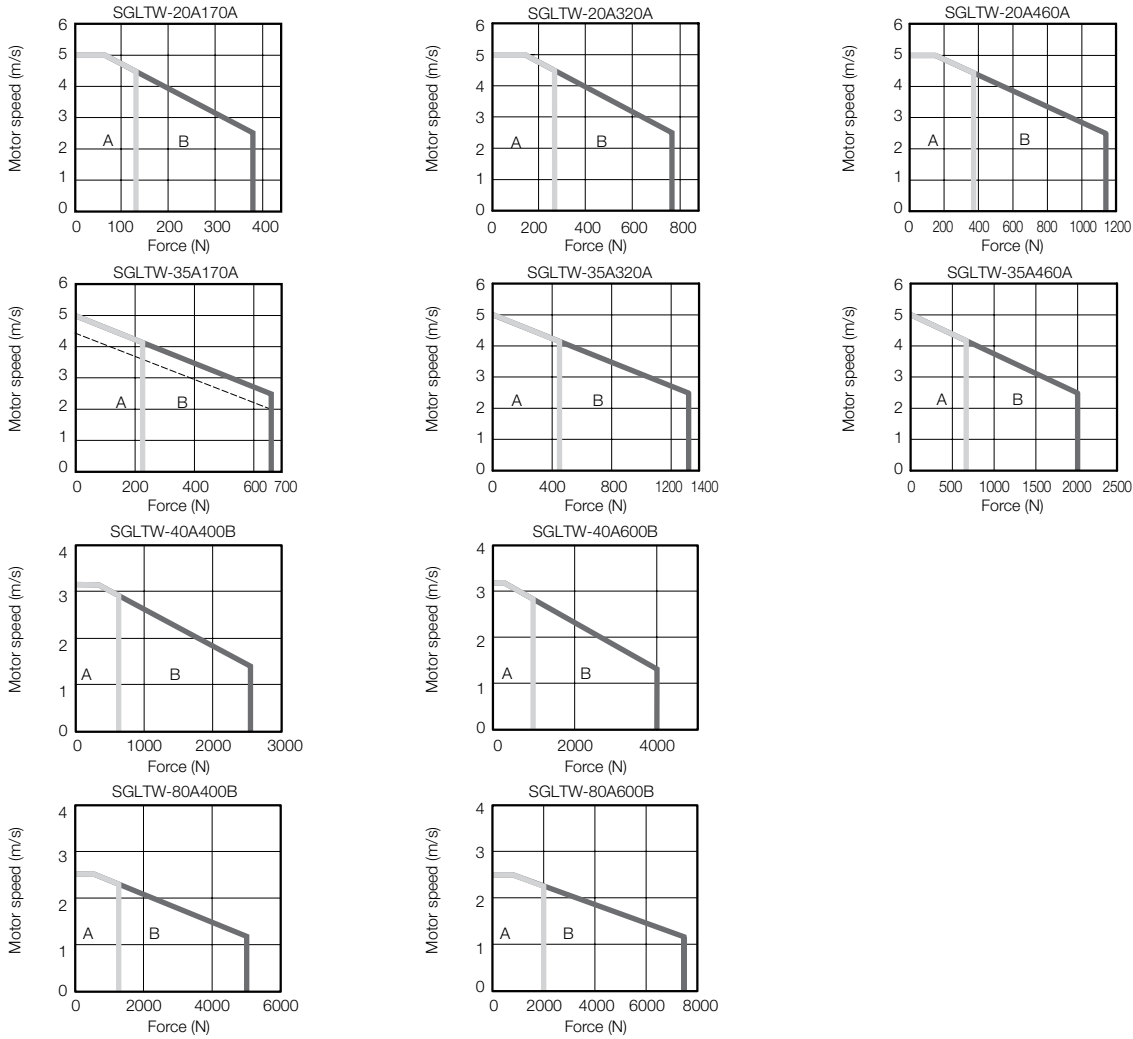 SGLTW-20A170A
Motor speed (m/s)
6
5
4
3
2
1
0
A
B
0 100 200 300 400
Force (N)
SGLTW-20A320A
Motor speed (m/s)
6
5
4
3
2
1
0
A
B
0 200 400 600 800
Force (N)
SGLTW-20A460A
Motor speed (m/s)
6
5
4
3
2
1
0
A
B
0 200 400 600 800 1000 1200
Force (N)
SGLTW-35A170A
Motor speed (m/s)
6
5
4
3
2
1
0
A
B
0 200 400 600 700
Force (N)
SGLTW-35A320A
Motor speed (m/s)
6
5
4
3
2
1
0
A
B
0 400 800 1200 1400
Force (N)
SGLTW-35A460A
Motor speed (m/s)
6
5
4
3
2
1
0
A
B
0 500 1000 1500 2000 2500
Force (N)
SGLTW-40A400B
Motor speed (m/s)
4
3
2
1
0
A
B
0 1000 2000 3000
Force (N)
SGLTW-40A600B
Motor speed (m/s)
4
3
2
1
0
A
B
0 2000 4000
Force (N)
SGLTW-80A400B
Motor speed (m/s)
4
3
2
1
0
A
B
0 2000 4000 6000
Force (N)
SGLTW-80A600B
Motor speed (m/s)
4
3
2
1
0
A
B
0 2000 4000 6000 8000
Force (N)